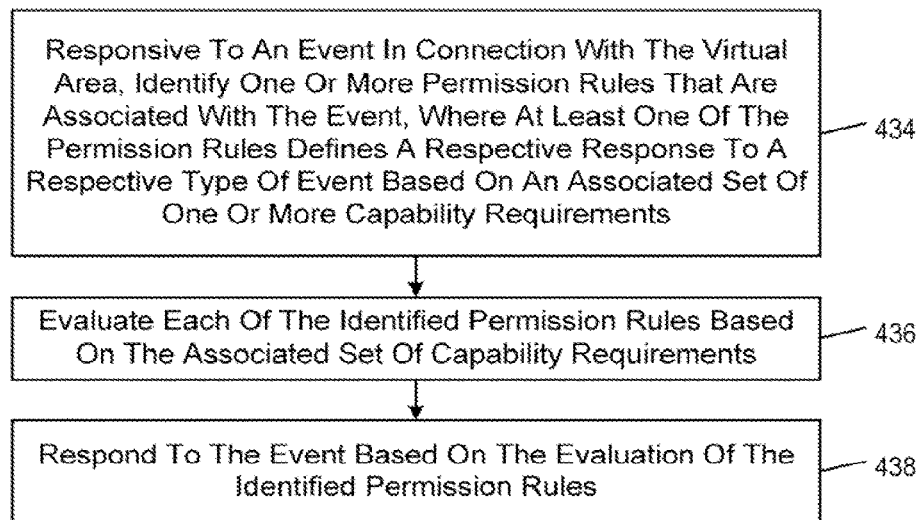 Responsive To An Event In Connection With The Virtual
Area, Identify One Or More Permission Rules That Are
Associated With The Event, Where At Least One Of The
Permission Rules Defines A Respective Response To A
Respective Type Of Event Based On An Associated Set Of
One Or More Capability Requirements
434
Evaluate Each Of The Identified Permission Rules Based
On The Associated Set Of Capability Requirements
436
Respond To The Event Based On The Evaluation Of The
Identified Permission Rules
438